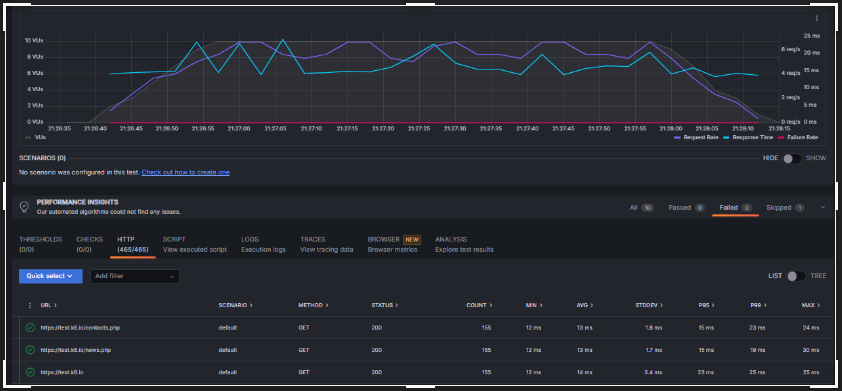 10 VUs 25 ms
8 VUs 6 req/s 20 ms
6 VUs 15 ms
4 VUs 4 req/s
10 ms
2 VUs 2 req/s 5 ms
0 VUs 0 req/s 0 ms
21:26:35 21:26:40 21:26:45 21:26:50 21:26:55 21:27:00 21:27:05 21:27:10 21:27:15 21:27:20 21:27:25 21:27:30 21:27:35 21:27:40 21:27:45 21:27:50 21:27:55 21:28:00 21:28:05 21:28:10 21:28:15
VUs Request Rate Response Time Failure Rate
SCENARIOS (0) HIDE SHOW
No scenario was configured in this test. Check out how to create one
PERFORMANCE INSIGHTS
Our automated algorithms could not find any issues.
All 10 Passed 9 Failed 0 Skipped 1
THRESHOLDS CHECKS HTTP SCRIPT LOGS TRACES BROWSER NEW ANALYSIS
(0/0) (0/0) (465/465) View executed script Execution logs View tracing data Browser metrics Explore test results
Quick select Add filter LIST TREE
URL SCENARIO METHOD STATUS COUNT MIN AVG STDDEV P95 P99 MAX
https://test.k6.io/contacts.php default GET 200 155 12 ms 13 ms 1.8 ms 15 ms 23 ms 24 ms
https://test.k6.io/news.php default GET 200 155 12 ms 13 ms 1.7 ms 15 ms 19 ms 30 ms
https://test.k6.io default GET 200 155 12 ms 14 ms 3.4 ms 23 ms 25 ms 25 ms